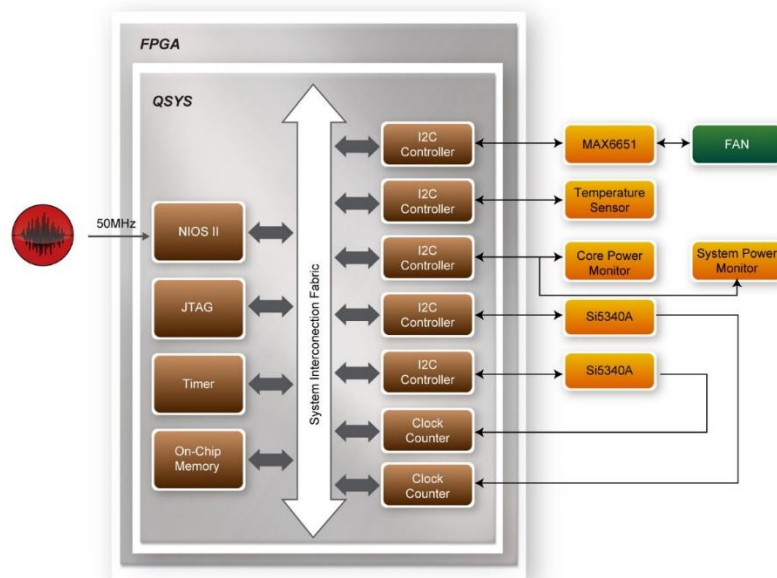 FPGA
QSYS
50MHz
NIOS II
JTAG
Timer
On-Chip
Memory
System Interconection Fabric
I2C
Controller
I2C
Controller
I2C
Controller
I2C
Controller
I2C
Controller
Clock
Counter
Clock
Counter
MAX6651
FAN
Temperature
Sensor
Core Power
Monitor
System Power
Monitor
Si5340A
Si5340A